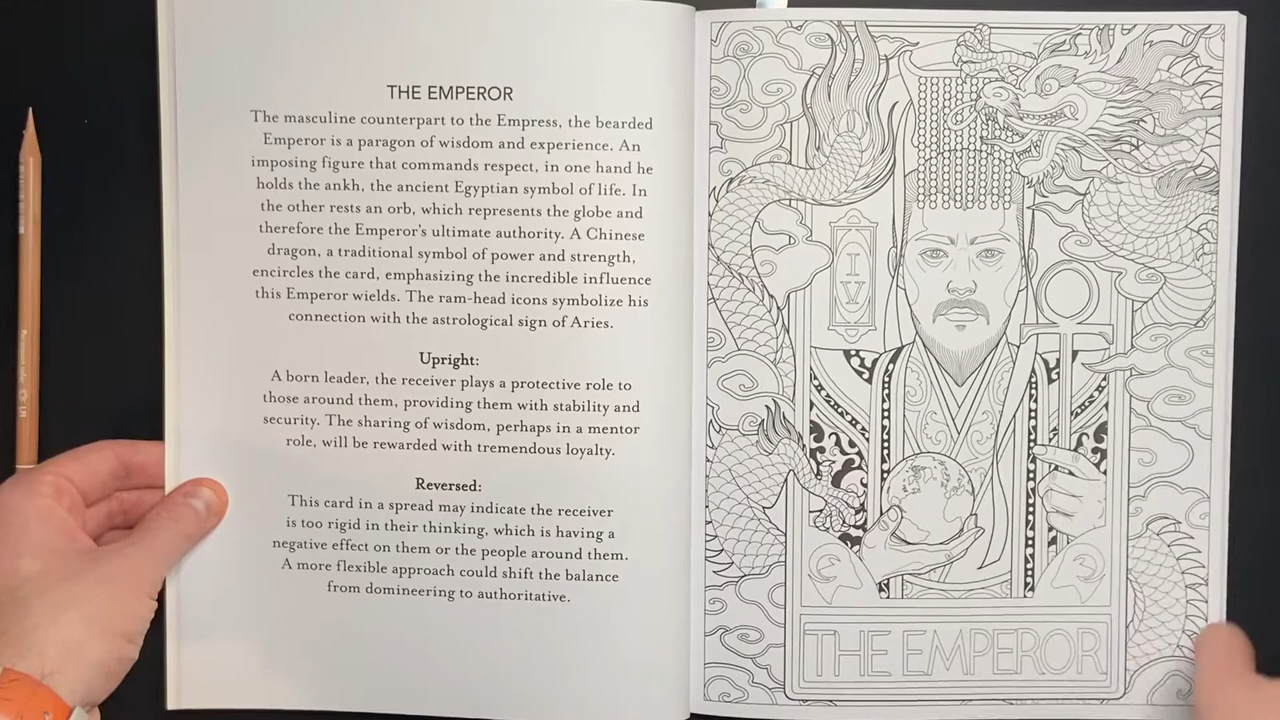 THE EMPEROR
The masculine counterpart to the Empress, the bearded
Emperor is a paragon of wisdom and experience. An
imposing figure that commands respect, in one hand he
holds the ankh, the ancient Egyptian symbol of life. In
the other rests an orb, which represents the globe and
therefore the Emperor's ultimate authority. A Chinese
dragon, a traditional symbol of power and strength,
encircles the card, emphasizing the incredible influence
this Emperor wields. The ram-head icons symbolize his
connection with the astrological sign of Aries.
Upright:
A born leader, the receiver plays a protective role to
those around them, providing them with stability and
security. The sharing of wisdom, perhaps in a mentor
role, will be rewarded with tremendous loyalty.
Reversed:
This card in a spread may indicate the receiver
is too rigid in their thinking, which is having a
negative effect on them or the people around them.
A more flexible approach could shift the balance
from domineering to authoritative.
IV
THE EMPEROR